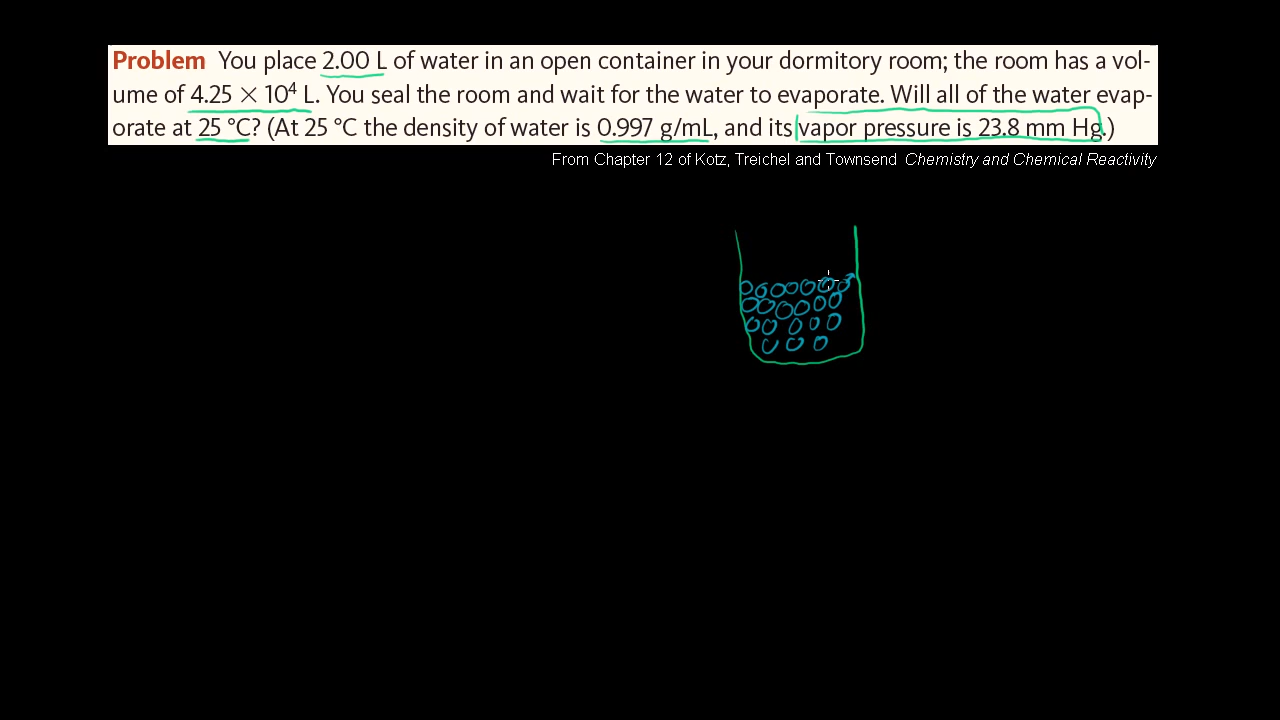 Problem You place 2.00 L of water in an open container in your dormitory room; the room has a vol-
ume of 4.25 × 10⁴ L. You seal the room and wait for the water to evaporate. Will all of the water evap-
orate at 25 °C? (At 25 °C the density of water is 0.997 g/mL, and its vapor pressure is 23.8 mm Hg.)
From Chapter 12 of Kotz, Treichel and Townsend Chemistry and Chemical Reactivity